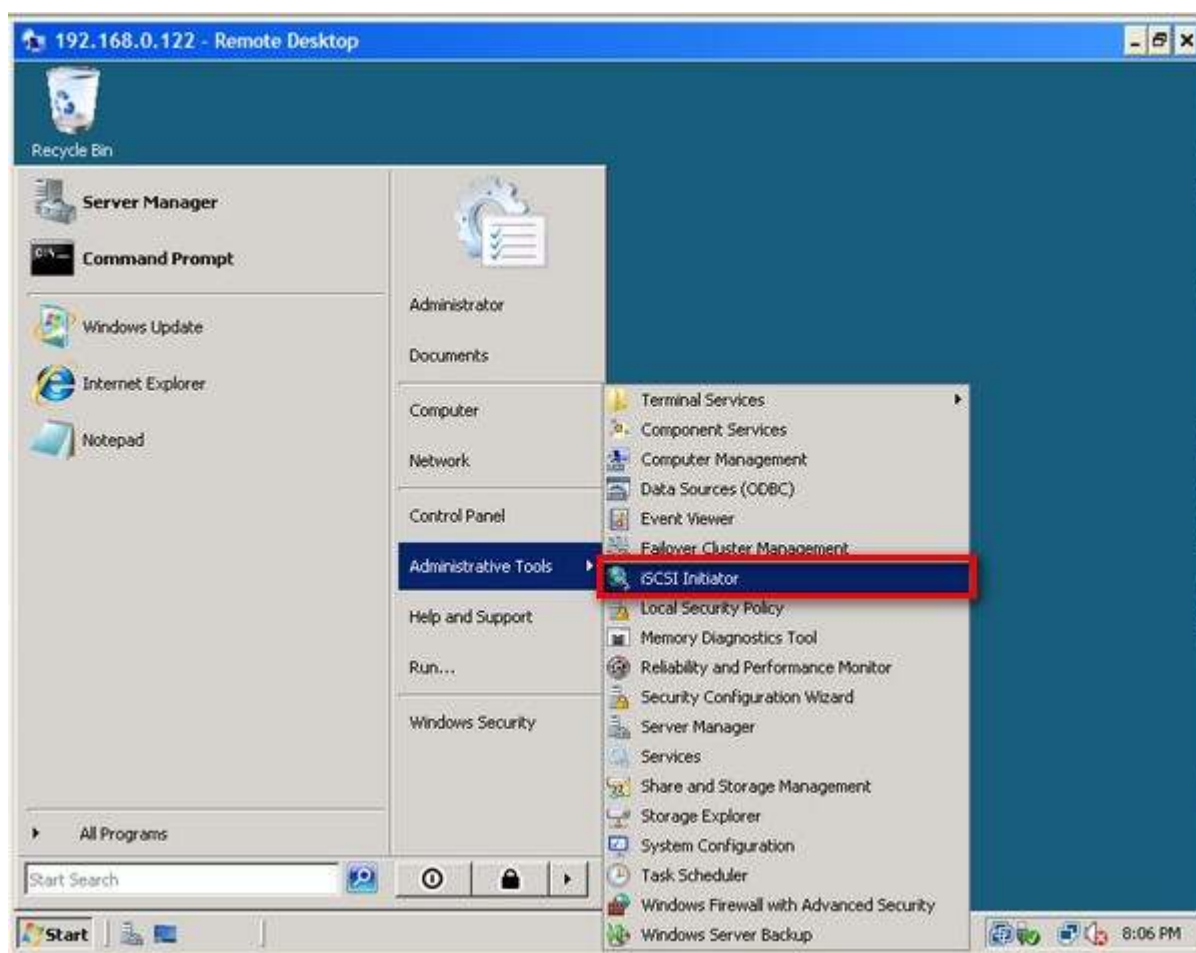 192.168.0.122 - Remote Desktop
Recycle Bin
Server Manager
Command Prompt
Windows Update
Internet Explorer
Notepad
All Programs
Start Search
Administrator
Documents
Computer
Network
Control Panel
Administrative Tools
Help and Support
Run...
Windows Security
Terminal Services
Component Services
Computer Management
Data Sources (ODBC)
Event Viewer
Failover Cluster Management
iSCSI Initiator
Local Security Policy
Memory Diagnostics Tool
Reliability and Performance Monitor
Security Configuration Wizard
Server Manager
Services
Share and Storage Management
Storage Explorer
System Configuration
Task Scheduler
Windows Firewall with Advanced Security
Windows Server Backup
Start
8:06 PM